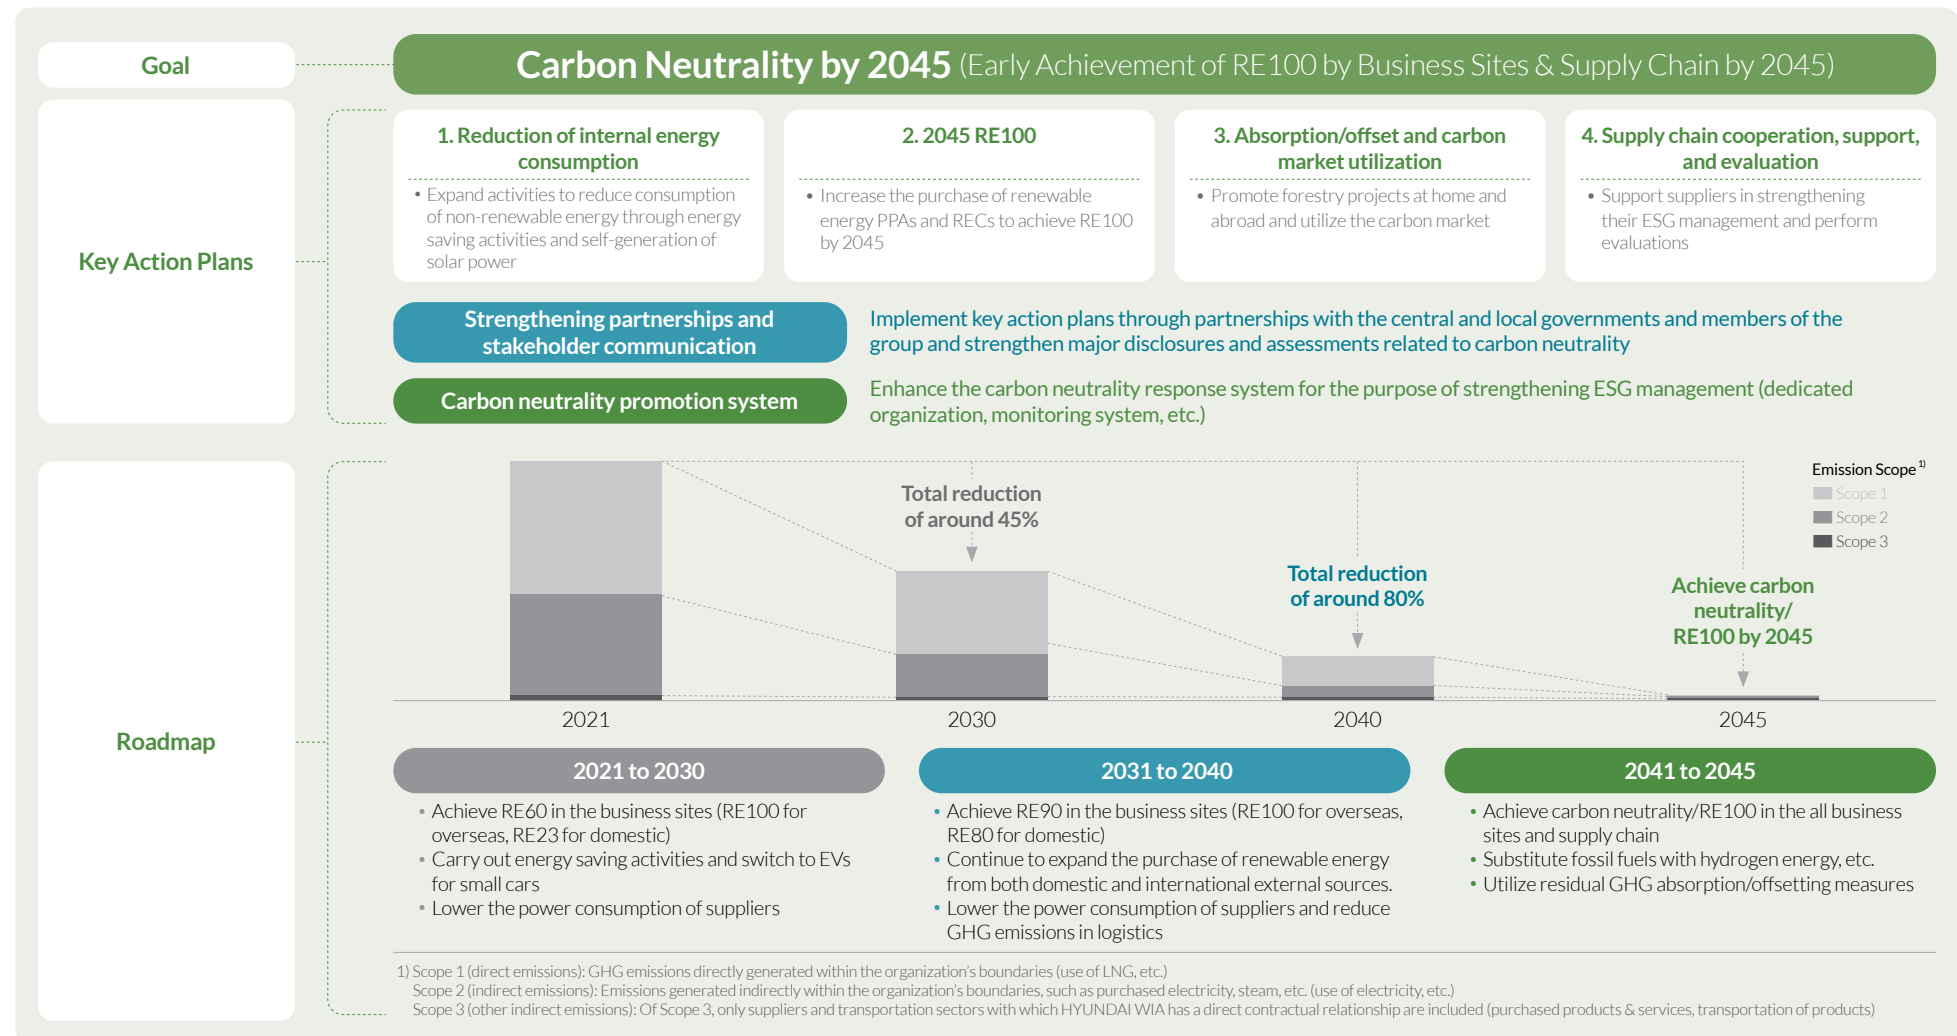 Goal
Carbon Neutrality by 2045 (Early Achievement of RE100 by Business Sites & Supply Chain by 2045)
Key Action Plans
1. Reduction of internal energy
consumption
• Expand activities to reduce consumption
of non-renewable energy through energy
saving activities and self-generation of
solar power
2. 2045 RE100
• Increase the purchase of renewable
energy PPAs and RECs to achieve RE100
by 2045
3. Absorption/offset and carbon
market utilization
• Promote forestry projects at home and
abroad and utilize the carbon market
4. Supply chain cooperation, support,
and evaluation
• Support suppliers in strengthening
their ESG management and perform
evaluations
Strengthening partnerships and
stakeholder communication
Implement key action plans through partnerships with the central and local governments and members of the
group and strengthen major disclosures and assessments related to carbon neutrality
Carbon neutrality promotion system
Enhance the carbon neutrality response system for the purpose of strengthening ESG management (dedicated
organization, monitoring system, etc.)
Roadmap
Total reduction
of around 45%
Total reduction
of around 80%
Achieve carbon
neutrality/
RE100 by 2045
Emission Scope 1)
Scope 1
Scope 2
Scope 3
2021
2030
2040
2045
2021 to 2030
• Achieve RE60 in the business sites (RE100 for
overseas, RE23 for domestic)
• Carry out energy saving activities and switch to EVs
for small cars
• Lower the power consumption of suppliers
2031 to 2040
• Achieve RE90 in the business sites (RE100 for overseas,
RE80 for domestic)
• Continue to expand the purchase of renewable energy
from both domestic and international external sources.
• Lower the power consumption of suppliers and reduce
GHG emissions in logistics
2041 to 2045
• Achieve carbon neutrality/RE100 in the all business
sites and supply chain
• Substitute fossil fuels with hydrogen energy, etc.
• Utilize residual GHG absorption/offsetting measures
1) Scope 1 (direct emissions): GHG emissions directly generated within the organization's boundaries (use of LNG, etc.)
Scope 2 (indirect emissions): Emissions generated indirectly within the organization's boundaries, such as purchased electricity, steam, etc. (use of electricity, etc.)
Scope 3 (other indirect emissions): Of Scope 3, only suppliers and transportation sectors with which HYUNDAI WIA has a direct contractual relationship are included (purchased products & services, transportation of products)